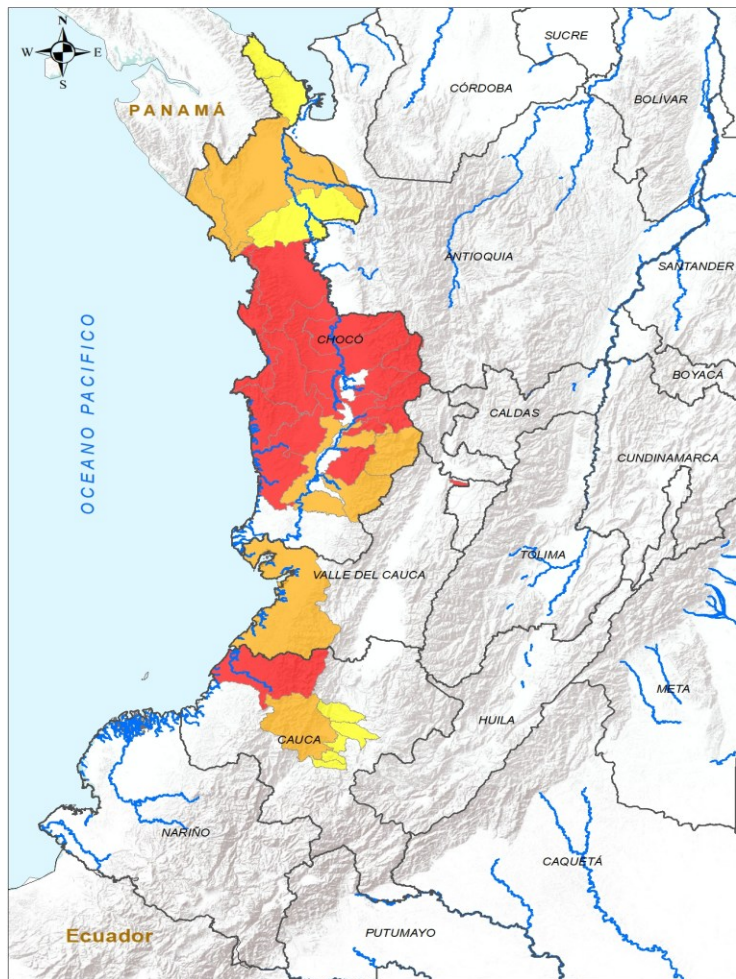 N
W
E
S
SUCRE
CÓRDOBA
BOLÍVAR
PANAMÁ
ANTIOQUIA
SANTANDER
OCEANO PACIFICO
CHOCÓ
BOYACÁ
CALDAS
CUNDINAMARCA
TOLIMA
VALLE DEL CAUCA
META
HUILA
CAUCA
NARIÑO
CAQUETÁ
Ecuador
PUTUMAYO